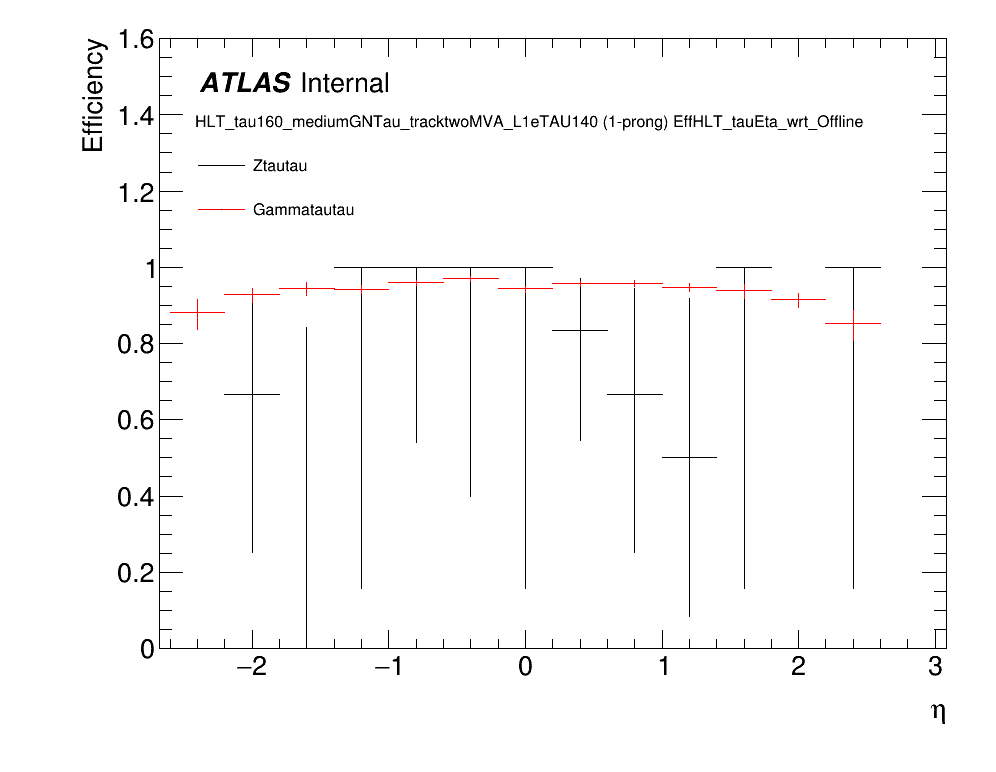 Efficiency
1.6
1.4
1.2
1
0.8
0.6
0.4
0.2
0
ATLAS Internal
HLT_tau160_mediumGNTau_tracktwoMVA_L1eTAU140 (1-prong) EffHLT_tauEta_wrt_Offline
Ztautau
Gammatautau
−2 −1 0 1 2 3
η